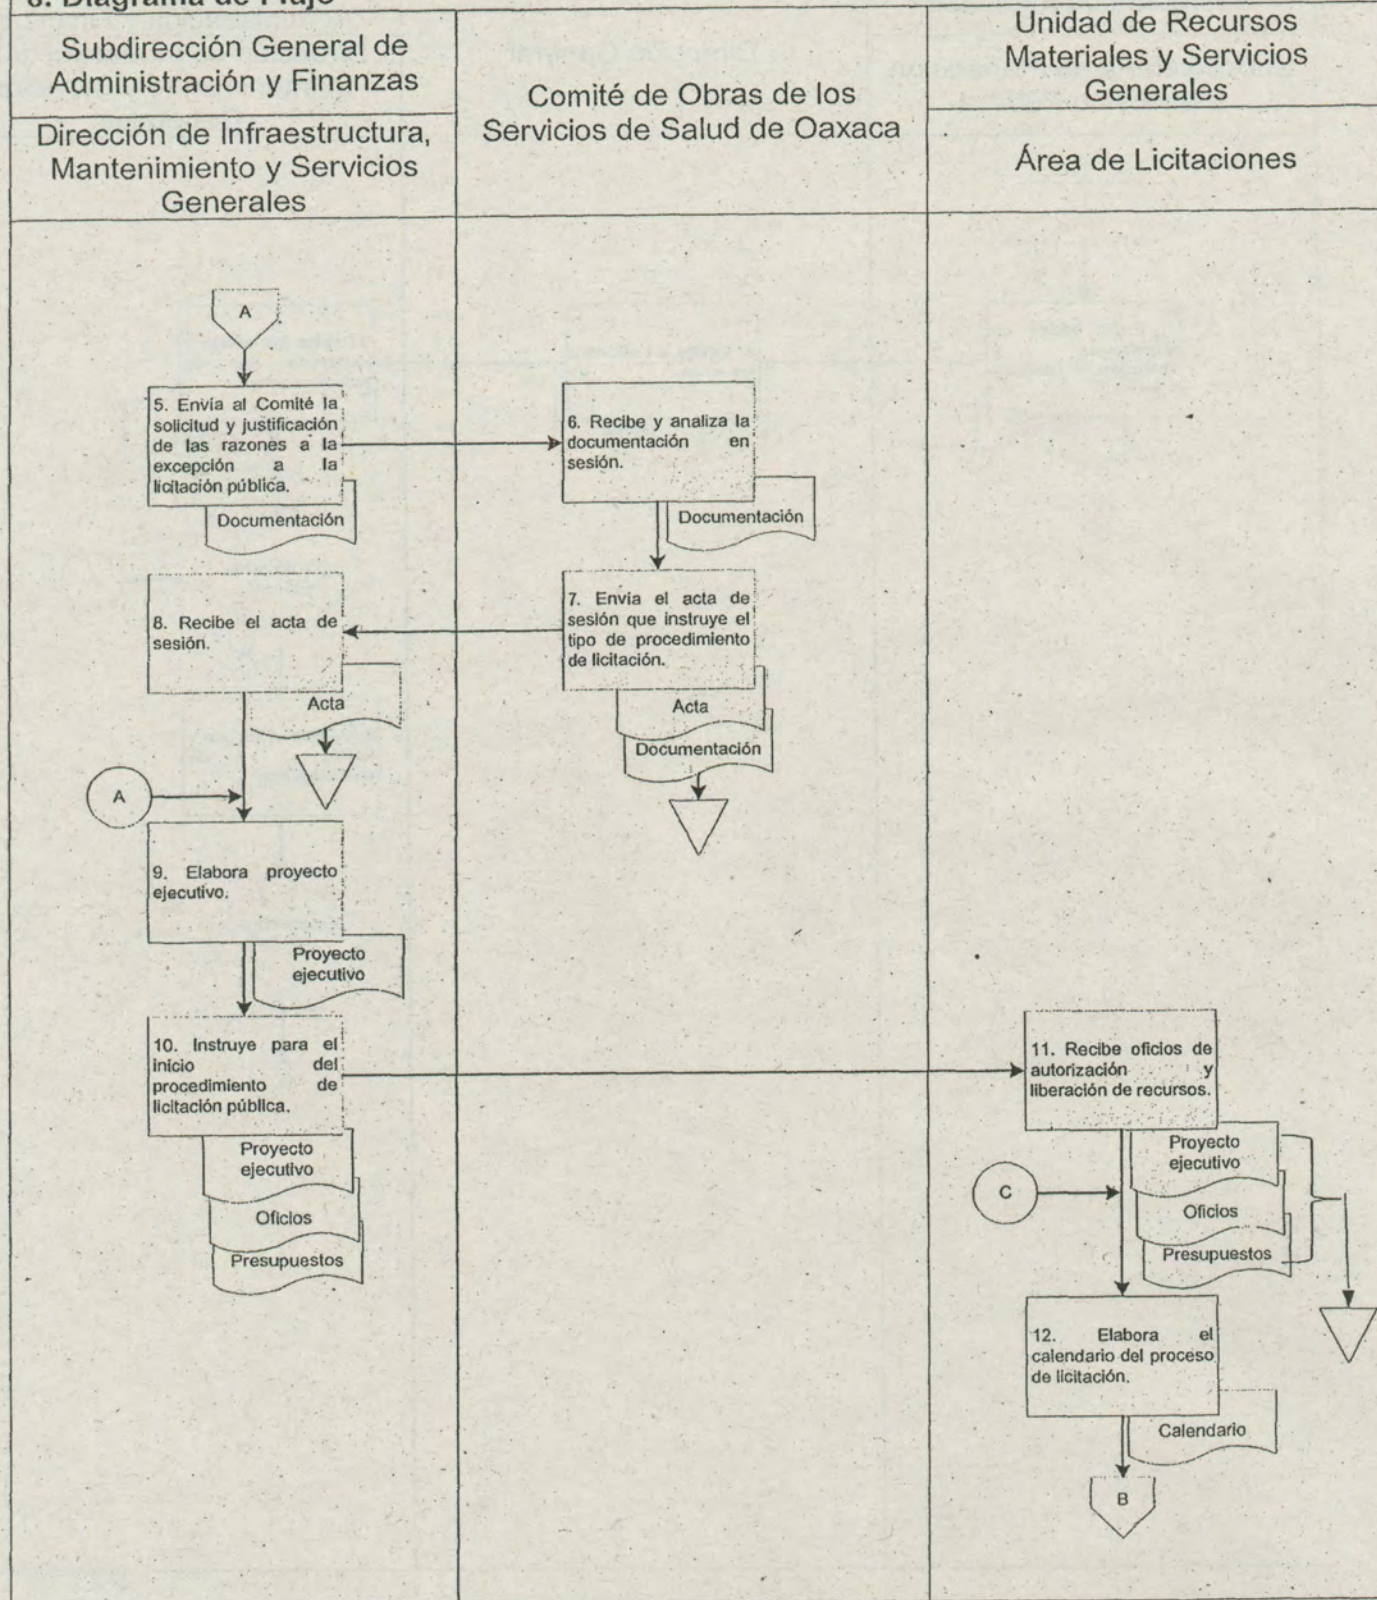 Diagrama de Flujo
Subdirección General de
Administración y Finanzas
Dirección de Infraestructura,
Mantenimiento y Servicios
Generales
Comité de Obras de los
Servicios de Salud de Oaxaca
Unidad de Recursos
Materiales y Servicios
Generales
Área de Licitaciones
A
5. Envía al Comité la
solicitud y justificación
de las razones a la
excepción a la
licitación pública.
Documentación
6. Recibe y analiza la
documentación en
sesión.
Documentación
7. Envia el acta de
sesión que instruye el
tipo de procedimiento
de licitación.
Acta
Documentación
8. Recibe el acta de
sesión.
Acta
A
9. Elabora proyecto
ejecutivo.
Proyecto
ejecutivo
10. Instruye para el
inicio del
procedimiento de
licitación pública.
Proyecto
ejecutivo
Oficios
Presupuestos
11. Recibe oficios de
autorización y
liberación de recursos.
Proyecto
ejecutivo
Oficios
Presupuestos
C
12. Elabora el
calendario del proceso
de licitación.
Calendario
B